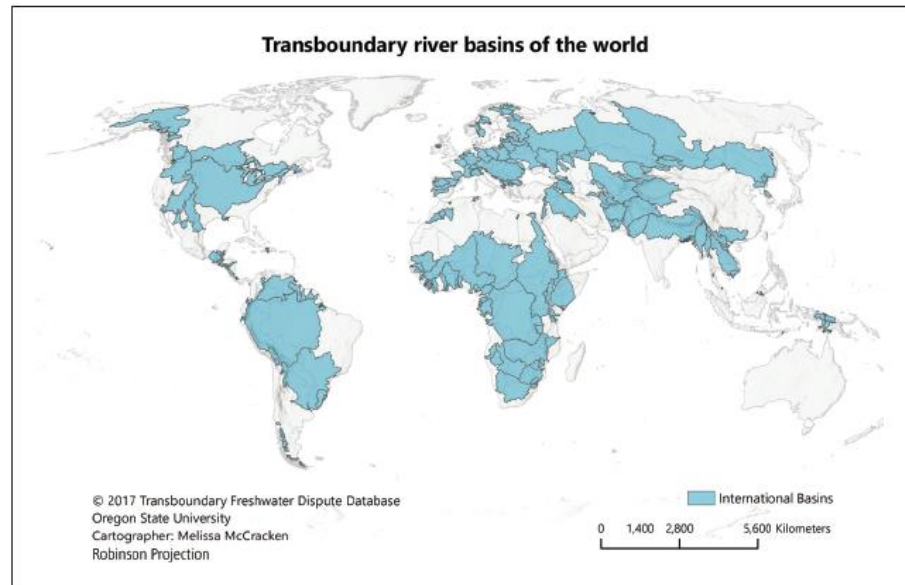 Transboundary river basins of the world
© 2017 Transboundary Freshwater Dispute Database
Oregon State University
Cartographer: Melissa McCracken
Robinson Projection
International Basins
0 1,400 2,800 5,600 Kilometers